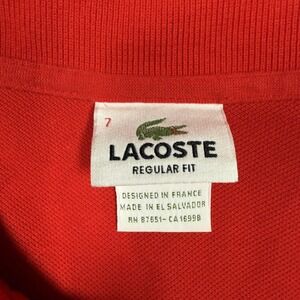 7
LACOSTE
REGULAR FIT
DESIGNED IN FRANCE
MADE IN EL SALVADOR
RN 87651-CA 16998